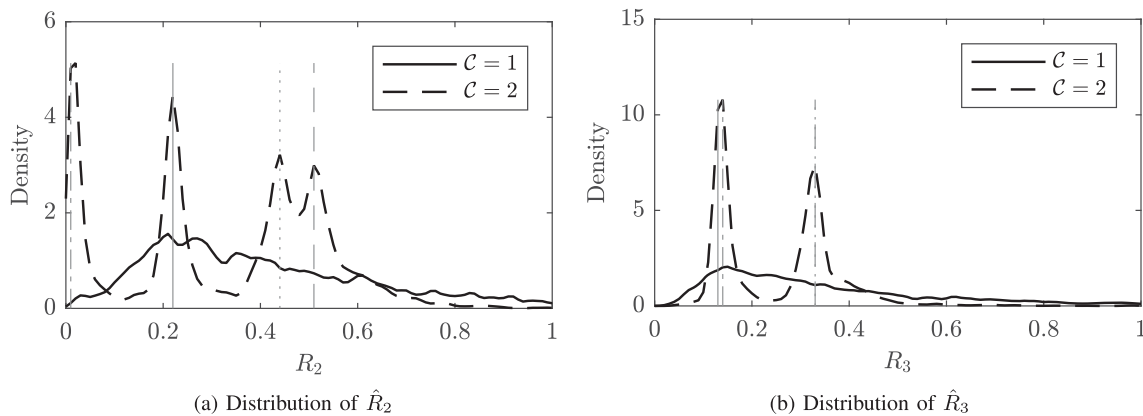 6
4
2
0
Density
0
0.2
0.4
0.6
0.8
1
R₂
𝒞 = 1
𝒞 = 2
(a) Distribution of R̂₂
15
10
5
0
Density
0
0.2
0.4
0.6
0.8
1
R₃
𝒞 = 1
𝒞 = 2
(b) Distribution of R̂₃